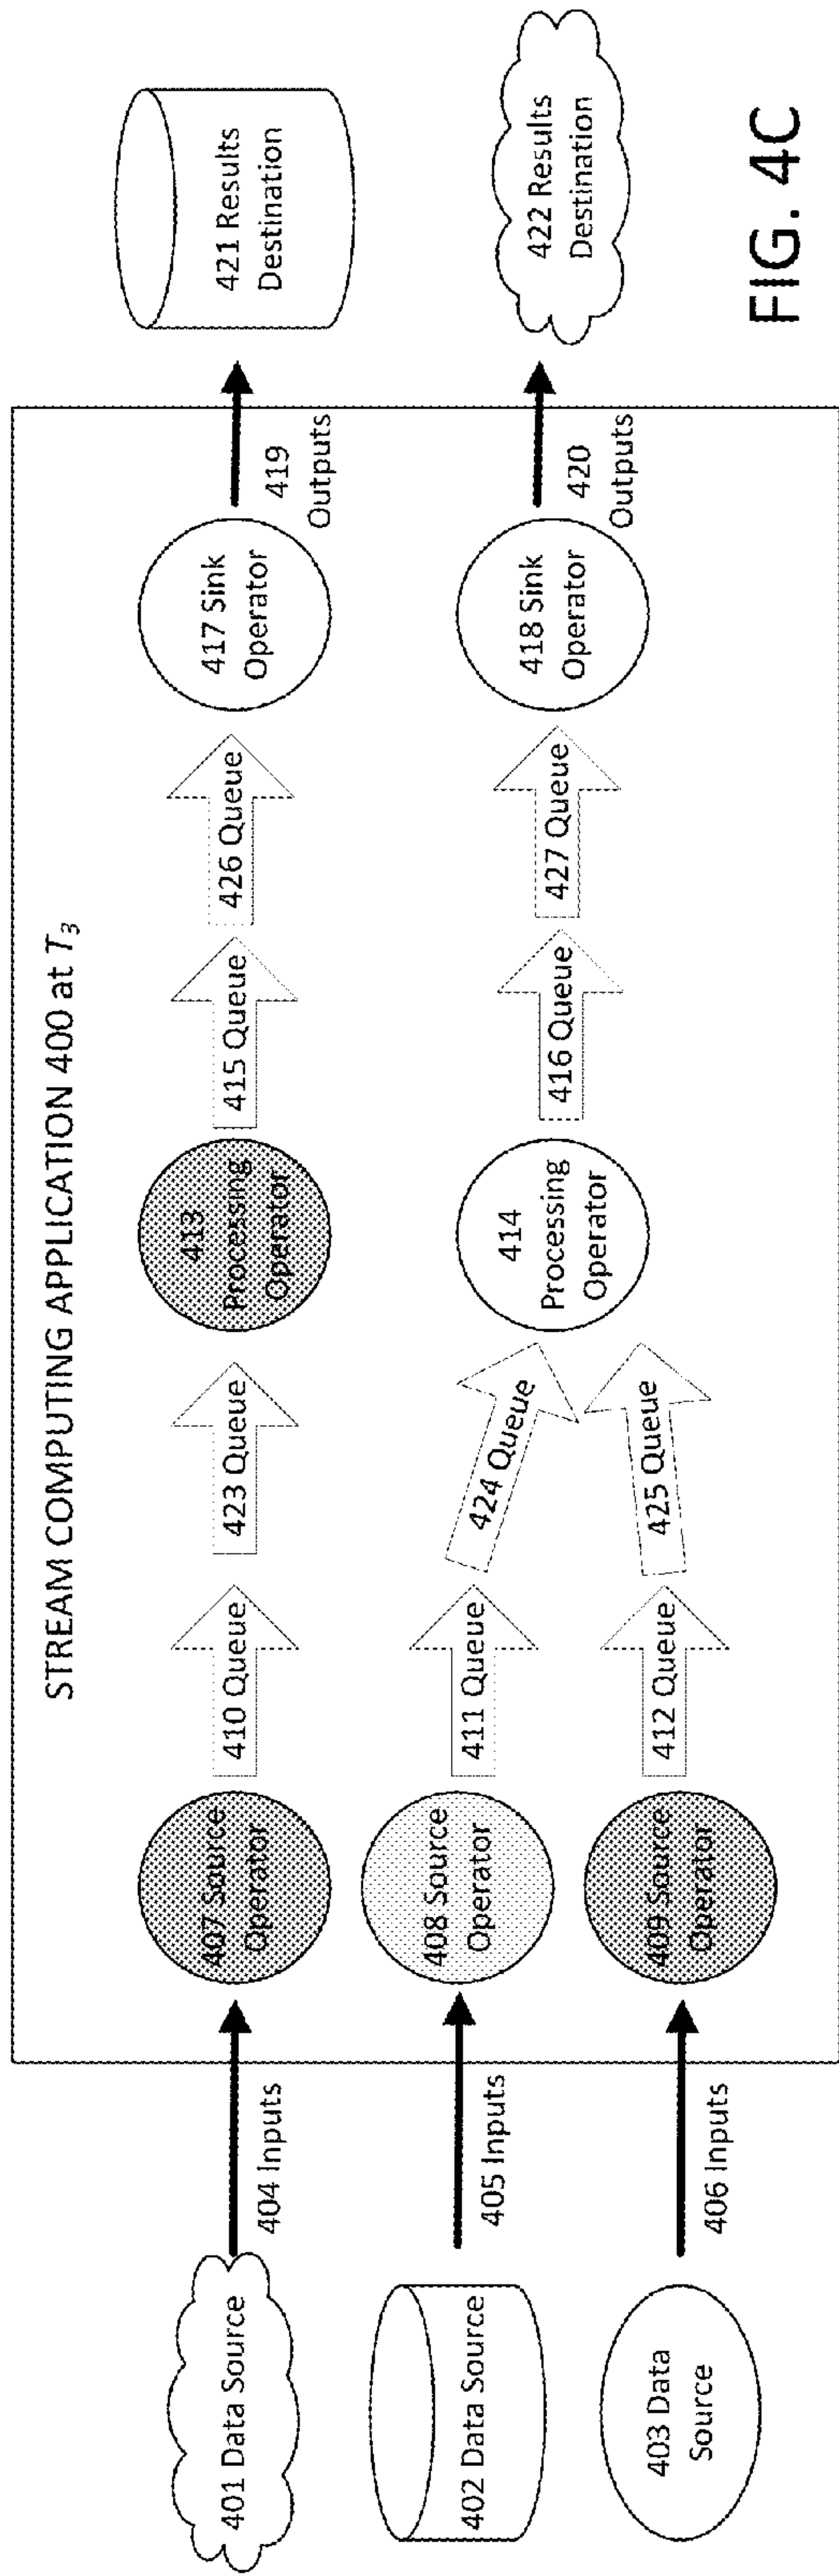 STREAM COMPUTING APPLICATION 400 at T3
401 Data Source
404 Inputs
407 Source
Operator
410 Queue
423 Queue
413
Processing
Operator
415 Queue
426 Queue
417 Sink
Operator
419
Outputs
421 Results
Destination
402 Data Source
405 Inputs
408 Source
Operator
411 Queue
424 Queue
403 Data
Source
406 Inputs
409 Source
Operator
412 Queue
425 Queue
414
Processing
Operator
416 Queue
427 Queue
418 Sink
Operator
420
Outputs
422 Results
Destination
FIG. 4C